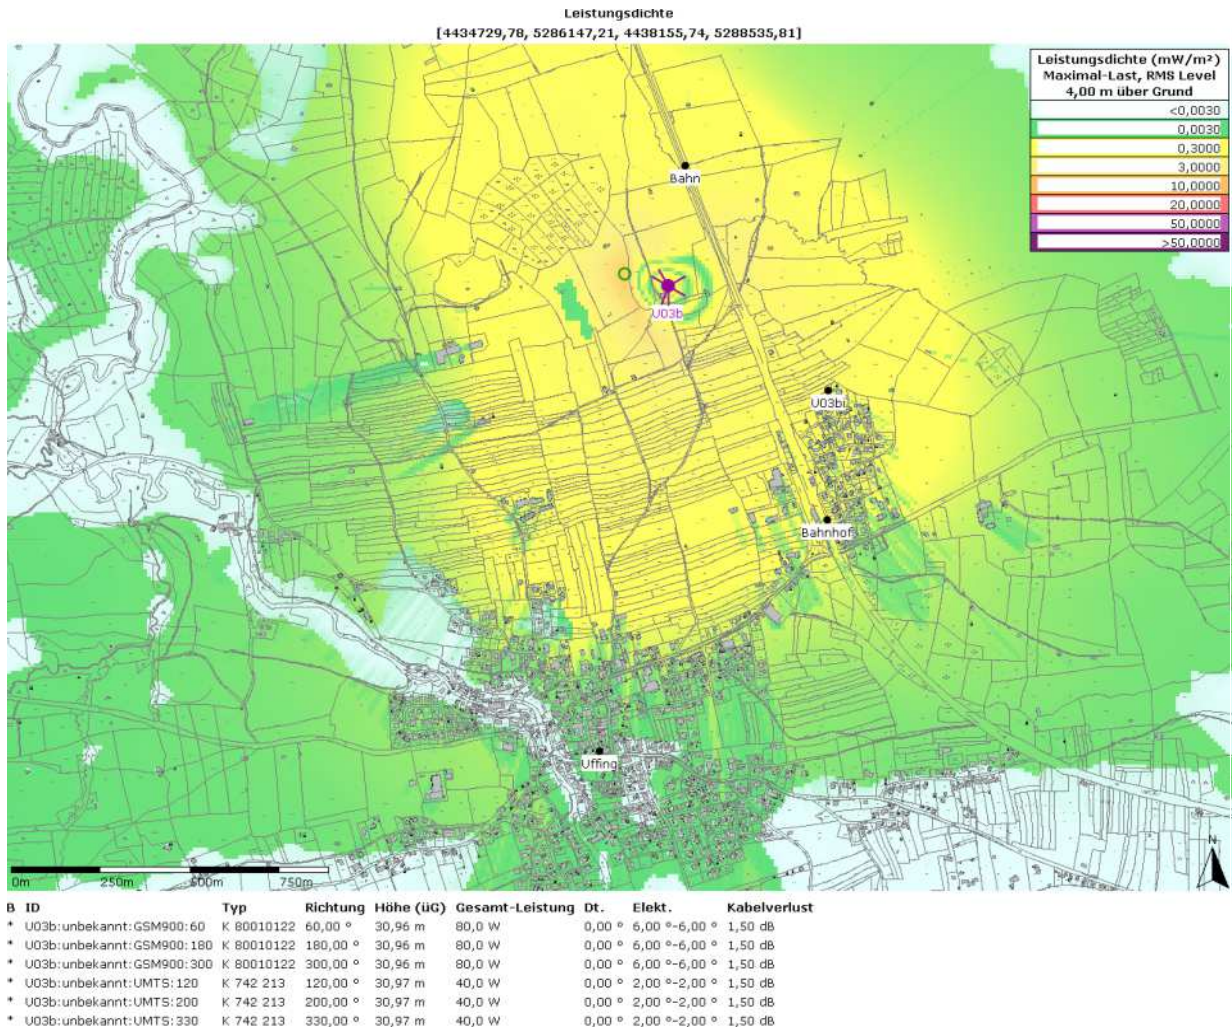 Leistungsdichte
[4434729,78, 5286147,21, 4438155,74, 5288535,81]
Leistungsdichte (mW/m²)
Maximal-Last, RMS Level
4,00 m über Grund
<0,0030
0,0030
0,3000
3,0000
10,0000
20,0000
50,0000
>50,0000
Bahn
U03b
U03bi
Bahnhof
Uffing
N
0m 250m 500m 750m
B ID Typ Richtung Höhe (üG) Gesamt-Leistung Dt. Elekt. Kabelverlust
* U03b:unbekannt:GSM900:60 K 80010122 60,00 ° 30,96 m 80,0 W 0,00 ° 6,00 °-6,00 ° 1,50 dB
* U03b:unbekannt:GSM900:180 K 80010122 180,00 ° 30,96 m 80,0 W 0,00 ° 6,00 °-6,00 ° 1,50 dB
* U03b:unbekannt:GSM900:300 K 80010122 300,00 ° 30,96 m 80,0 W 0,00 ° 6,00 °-6,00 ° 1,50 dB
* U03b:unbekannt:UMTS:120 K 742 213 120,00 ° 30,97 m 40,0 W 0,00 ° 2,00 °-2,00 ° 1,50 dB
* U03b:unbekannt:UMTS:200 K 742 213 200,00 ° 30,97 m 40,0 W 0,00 ° 2,00 °-2,00 ° 1,50 dB
* U03b:unbekannt:UMTS:330 K 742 213 330,00 ° 30,97 m 40,0 W 0,00 ° 2,00 °-2,00 ° 1,50 dB